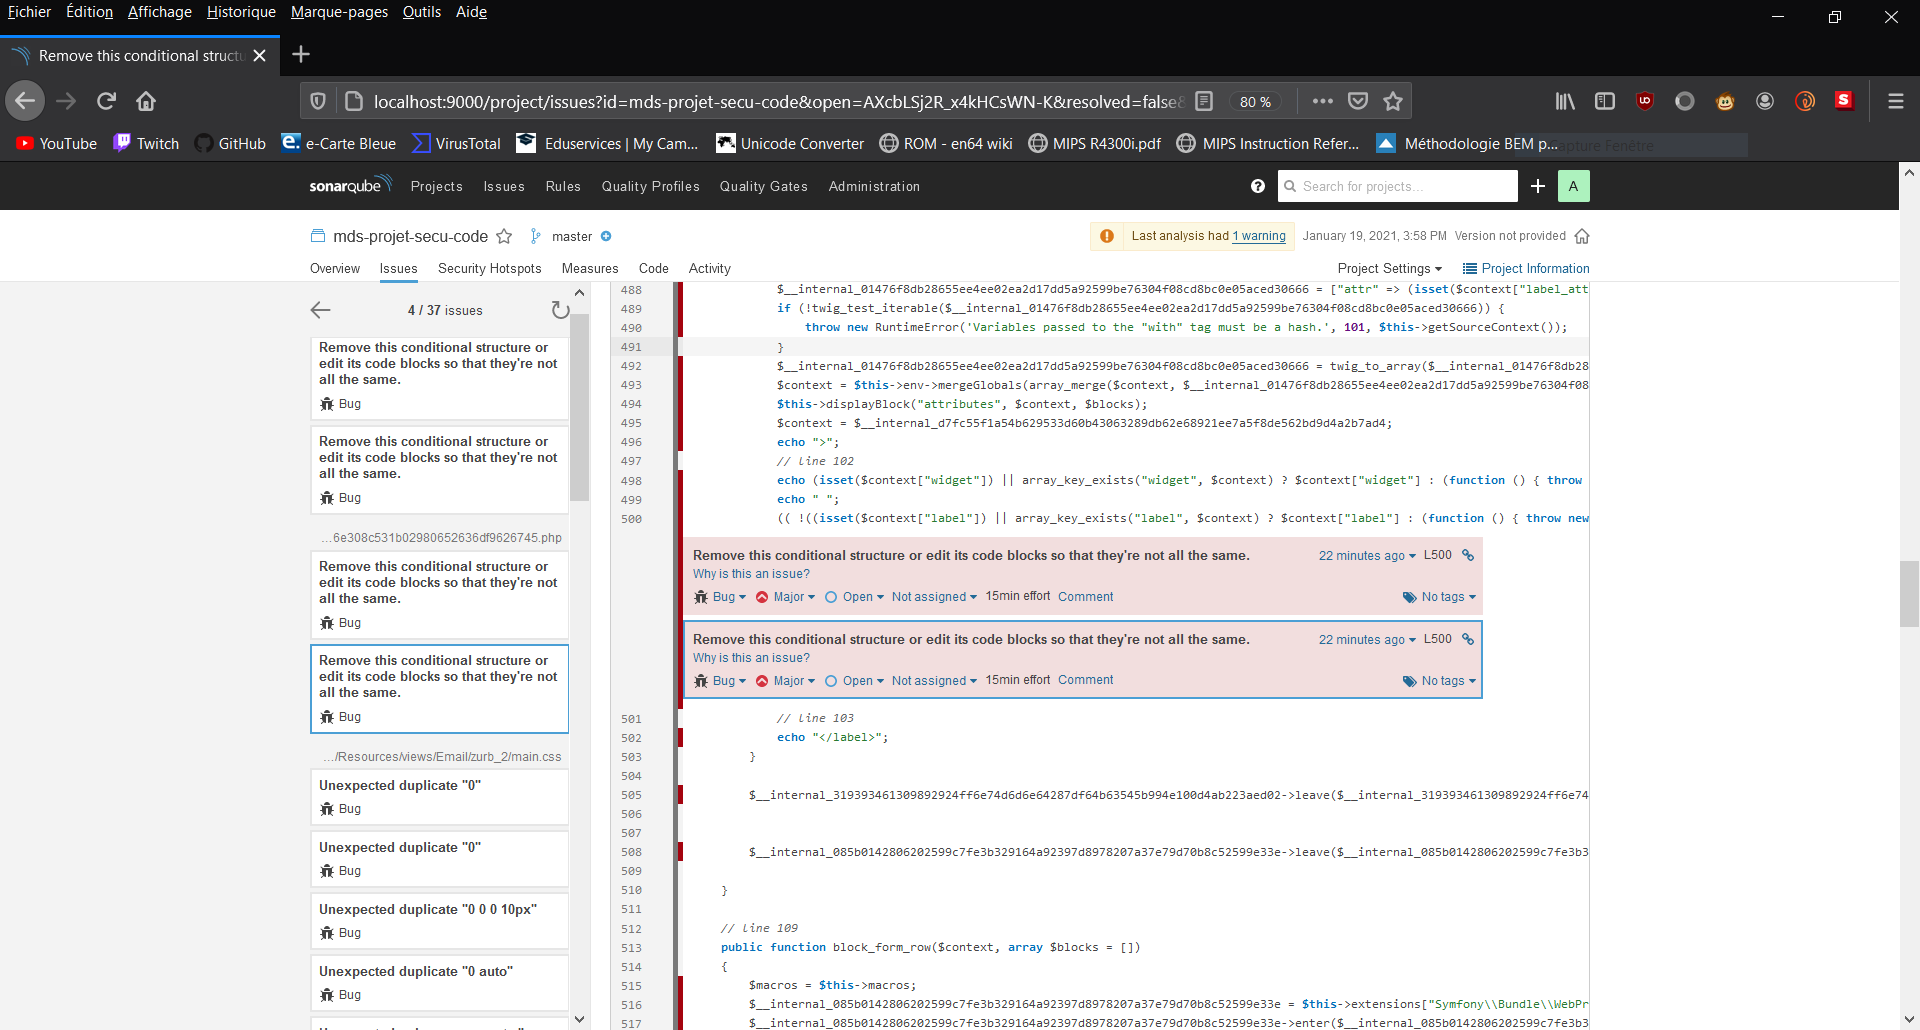 Fichier Édition Affichage Historique Marque-pages Outils Aide
Remove this conditional structu
localhost:9000/project/issues?id=mds-projet-secu-code&open=AXcbLSj2R_x4kHCsWN-K&resolved=false& 80 %
YouTube Twitch GitHub e-Carte Bleue VirusTotal Eduservices | My Cam... Unicode Converter ROM - en64 wiki MIPS R4300i.pdf MIPS Instruction Refer... Méthodologie BEM p...
sonarqube Projects Issues Rules Quality Profiles Quality Gates Administration Search for projects... A
mds-projet-secu-code master Last analysis had 1 warning January 19, 2021, 3:58 PM Version not provided
Overview Issues Security Hotspots Measures Code Activity Project Settings Project Information
4 / 37 issues
Remove this conditional structure or
edit its code blocks so that they're not
all the same.
Bug
Remove this conditional structure or
edit its code blocks so that they're not
all the same.
Bug
...6e308c531b02980652636df9626745.php
Remove this conditional structure or
edit its code blocks so that they're not
all the same.
Bug
Remove this conditional structure or
edit its code blocks so that they're not
all the same.
Bug
.../Resources/views/Email/zurb_2/main.css
Unexpected duplicate "0"
Bug
Unexpected duplicate "0"
Bug
Unexpected duplicate "0 0 0 10px"
Bug
Unexpected duplicate "0 auto"
Bug
488 $__internal_01476f8db28655ee4ee02ea2d17dd5a92599be76304f08cd8bc0e05aced30666 = ["attr" => (isset($context["label_att
489 if (!twig_test_iterable($__internal_01476f8db28655ee4ee02ea2d17dd5a92599be76304f08cd8bc0e05aced30666)) {
490 throw new RuntimeError('Variables passed to the "with" tag must be a hash.', 101, $this->getSourceContext());
491 }
492 $__internal_01476f8db28655ee4ee02ea2d17dd5a92599be76304f08cd8bc0e05aced30666 = twig_to_array($__internal_01476f8db28
493 $context = $this->env->mergeGlobals(array_merge($context, $__internal_01476f8db28655ee4ee02ea2d17dd5a92599be76304f08
494 $this->displayBlock("attributes", $context, $blocks);
495 $context = $__internal_d7fc55f1a54b629533d60b43063289db62e68921ee7a5f8de562bd9d4a2b7ad4;
496 echo ">";
497 // line 102
498 echo (isset($context["widget"]) || array_key_exists("widget", $context) ? $context["widget"] : (function () { throw
499 echo " ";
500 (( !((isset($context["label"]) || array_key_exists("label", $context) ? $context["label"] : (function () { throw new
Remove this conditional structure or edit its code blocks so that they're not all the same. 22 minutes ago L500
Why is this an issue?
Bug Major Open Not assigned 15min effort Comment No tags
Remove this conditional structure or edit its code blocks so that they're not all the same. 22 minutes ago L500
Why is this an issue?
Bug Major Open Not assigned 15min effort Comment No tags
501 // line 103
502 echo "</label>";
503 }
504
505 $__internal_319393461309892924ff6e74d6d6e64287df64b63545b994e100d4ab223aed02->leave($__internal_319393461309892924ff6e74
506
507
508 $__internal_085b0142806202599c7fe3b329164a92397d8978207a37e79d70b8c52599e33e->leave($__internal_085b0142806202599c7fe3b3
509
510 }
511
512 // line 109
513 public function block_form_row($context, array $blocks = [])
514 {
515 $macros = $this->macros;
516 $__internal_085b0142806202599c7fe3b329164a92397d8978207a37e79d70b8c52599e33e = $this->extensions["Symfony\\Bundle\\WebPr
517 $__internal_085b0142806202599c7fe3b329164a92397d8978207a37e79d70b8c52599e33e->enter($__internal_085b0142806202599c7fe3b3